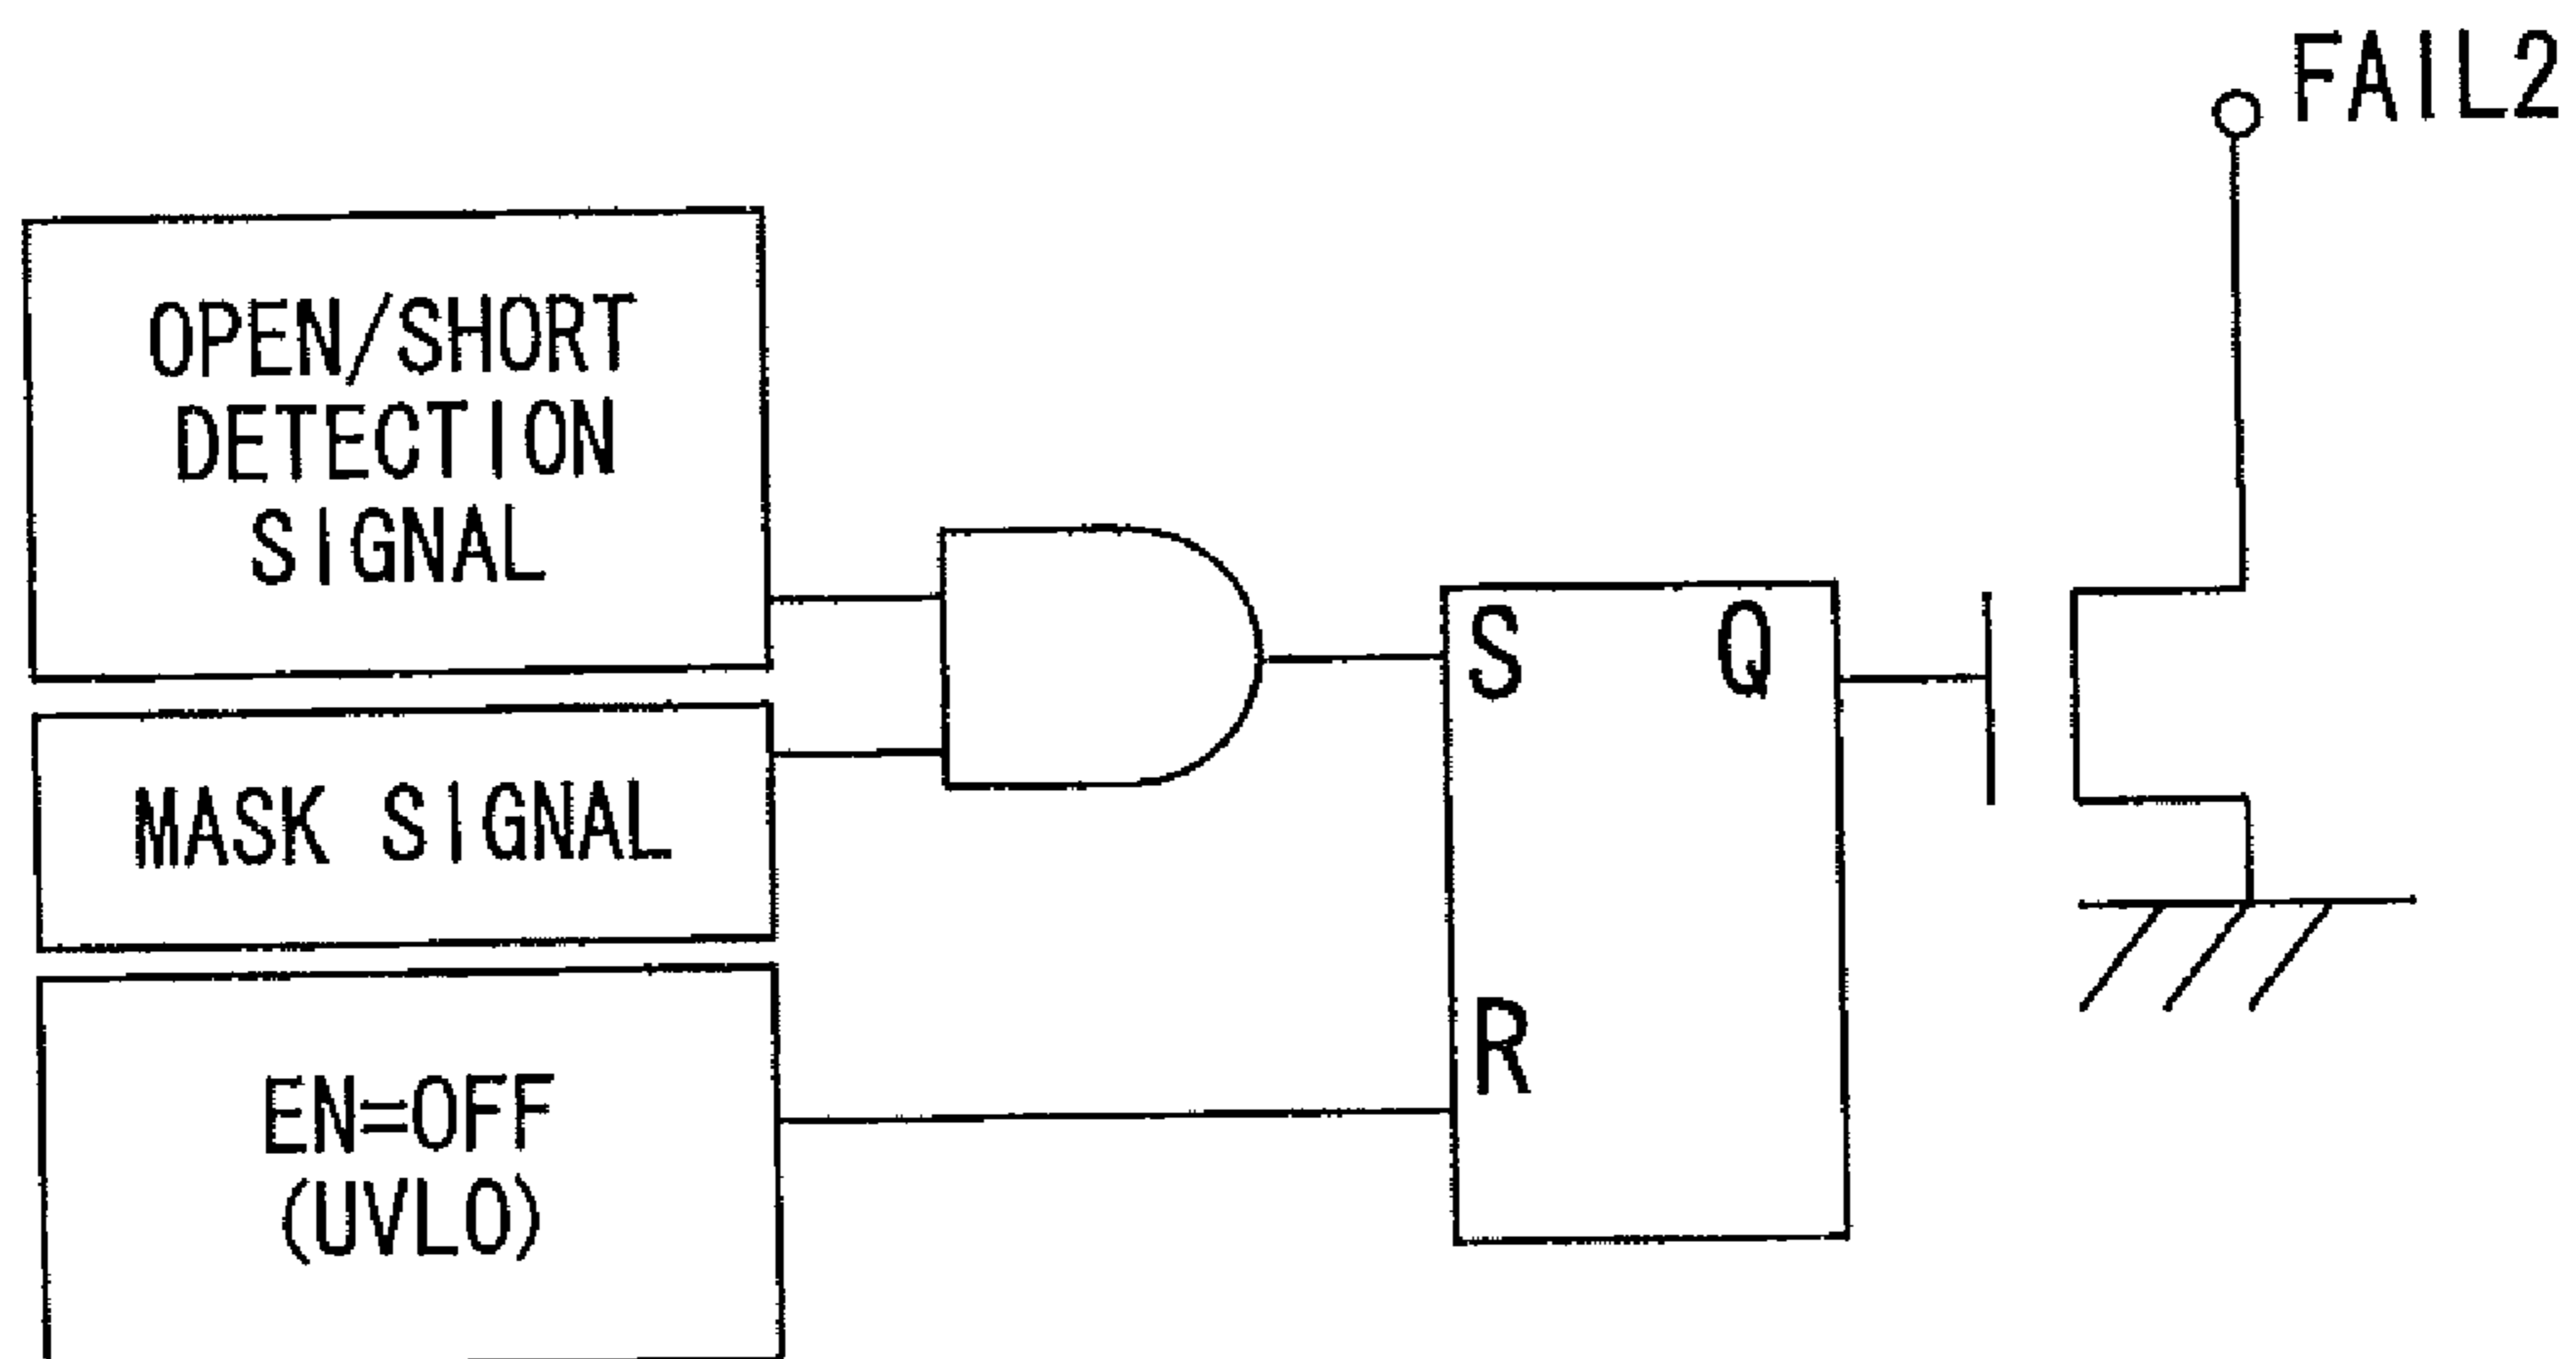 FAIL2
OPEN/SHORT
DETECTION
SIGNAL
MASK SIGNAL
EN=OFF
(UVLO)
S
Q
R